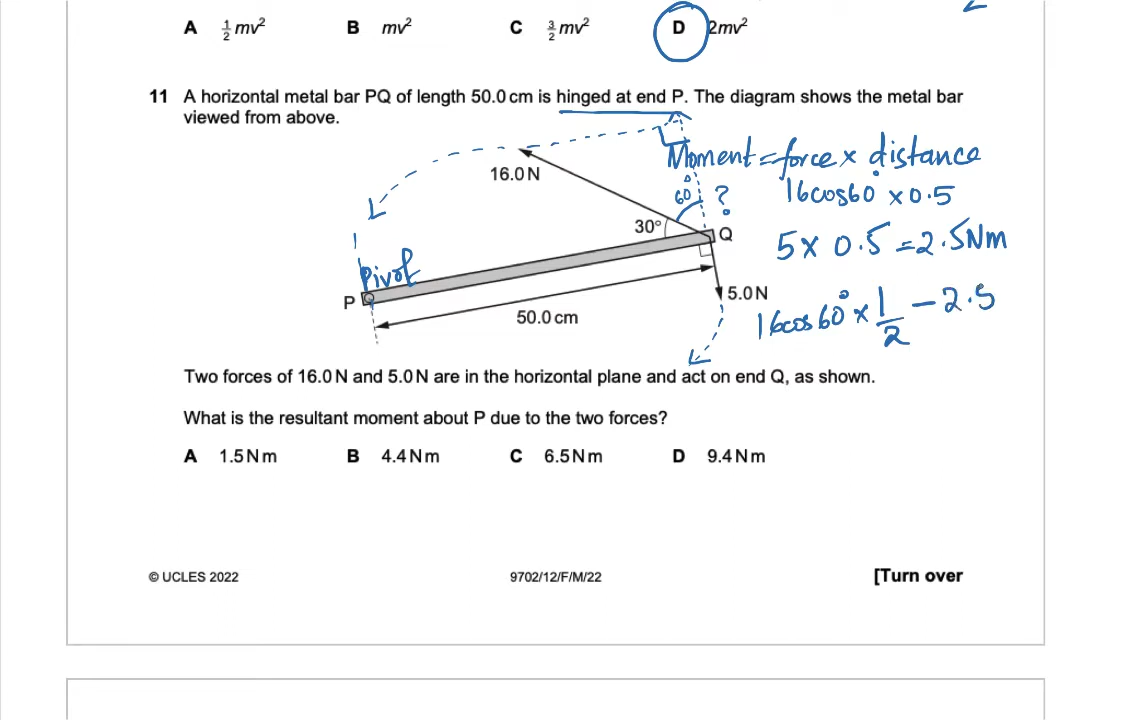 A ½ mv² B mv² C 3/2 mv² D 2mv²
11 A horizontal metal bar PQ of length 50.0 cm is hinged at end P. The diagram shows the metal bar
viewed from above.
Moment = force × distance
16.0 N
60° ?
16cos60° × 0.5
30°
Q
5 × 0.5 = 2.5Nm
Pivot
P
5.0 N
50.0 cm
16cos60° × 1/2 − 2.5
Two forces of 16.0 N and 5.0 N are in the horizontal plane and act on end Q, as shown.
What is the resultant moment about P due to the two forces?
A 1.5 N m B 4.4 N m C 6.5 N m D 9.4 N m
© UCLES 2022 9702/12/F/M/22 [Turn over